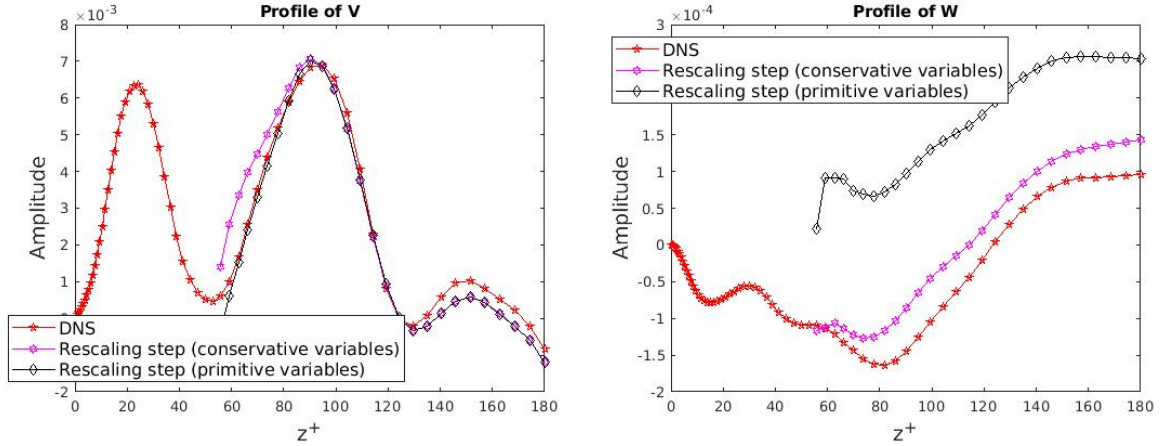 Profile of V
×10⁻³
8
7
6
5
4
3
2
1
-2
Amplitude
DNS
Rescaling step (conservative variables)
Rescaling step (primitive variables)
0 20 40 60 80 100 120 140 160 180
z⁺
Profile of W
3 ×10⁻⁴
DNS
Rescaling step (conservative variables)
Rescaling step (primitive variables)
1.5
1
0.5
0
-0.5
-1
-1.5
-2
Amplitude
0 20 40 60 80 100 120 140 160 180
z⁺